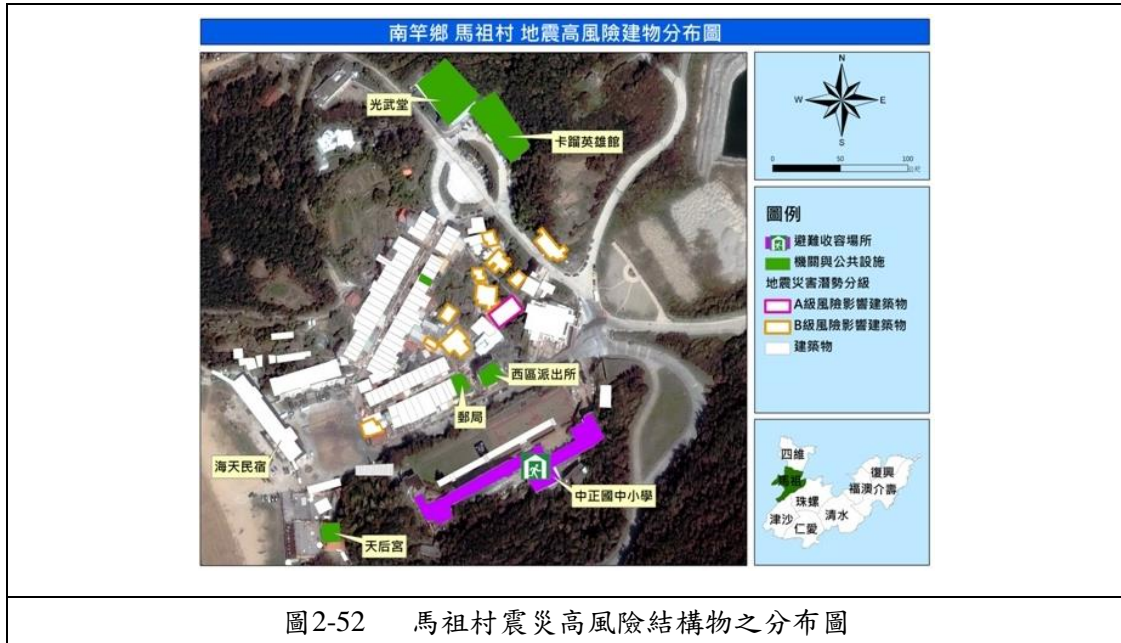 南竿鄉 馬祖村 地震高風險建物分布圖
光武堂
卡蹓英雄館
西區派出所
郵局
海天民宿
中正國中小學
天后宮
N
W E
S
0 50 100
公尺
圖例
避難收容場所
機關與公共設施
地震災害潛勢分級
A級風險影響建築物
B級風險影響建築物
建築物
四維
馬祖
珠螺
津沙
仁愛
清水
福澳
復興
介壽
圖2-52 馬祖村震災高風險結構物之分布圖